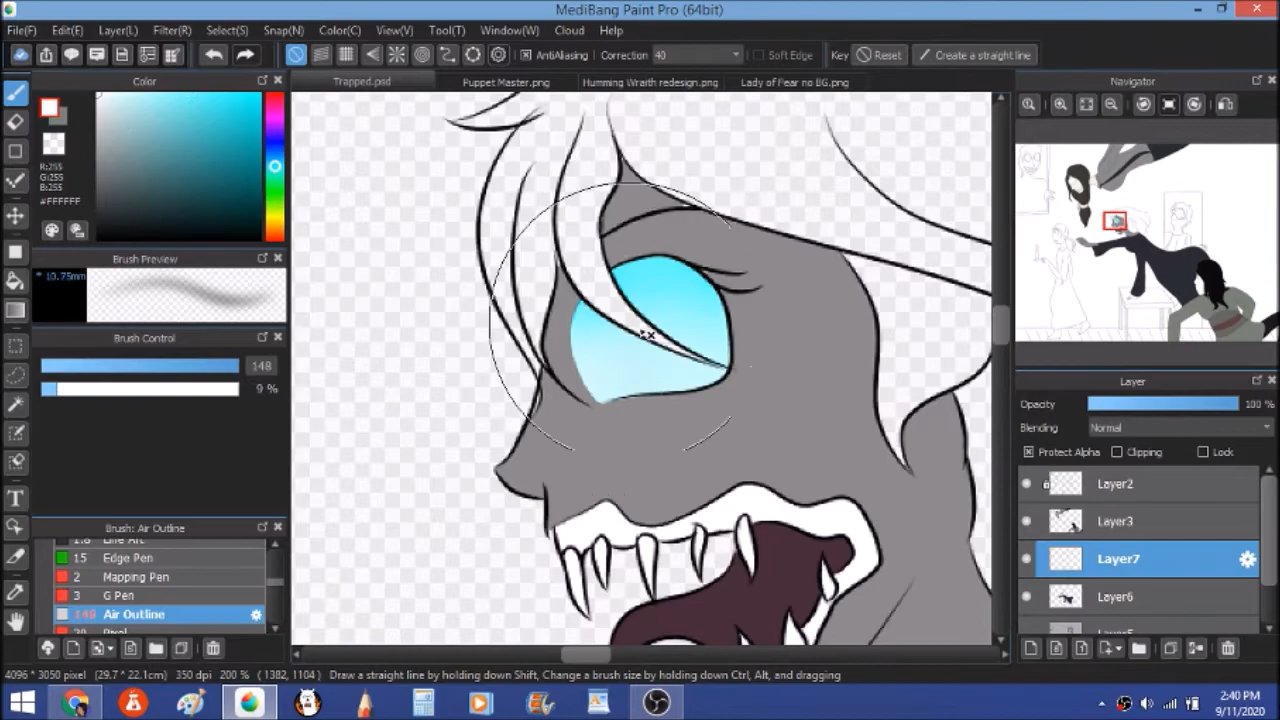 MediBang Paint Pro (64bit)
File(F) Edit(E) Layer(L) Filter(R) Select(S) Snap(N) Color(C) View(V) Tool(T) Window(W) Cloud Help
AntiAliasing Correction 40 Soft Edge Key Reset Create a straight line
Color
Trapped.psd Puppet Master.png Humming Wraith redesign.png Lady of Fear no BG.png
Navigator
R:255
G:255
B:255
#FFFFFF
Brush Preview
* 10.75mm
Brush Control
148
9 %
Brush: Air Outline
15 Edge Pen
2 Mapping Pen
3 G Pen
148 Air Outline
Layer
Opacity 100 %
Blending Normal
Protect Alpha Clipping Lock
Layer2
Layer3
Layer7
Layer6
4096 * 3050 pixel (29.7 * 22.1cm) 350 dpi 200 % ( 1382, 1104 ) Draw a straight line by holding down Shift, Change a brush size by holding down Ctrl, Alt, and dragging
2:40 PM
9/11/2020